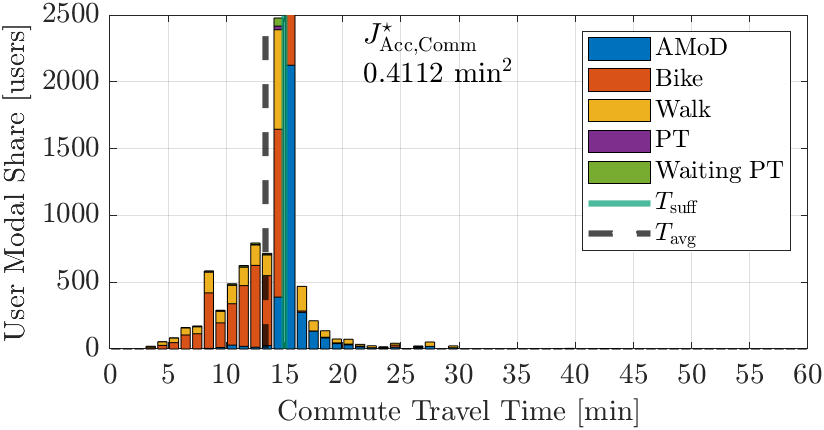 2500
2000
1500
1000
500
0
User Modal Share [users]
J⋆Acc,Comm
0.4112 min²
AMoD
Bike
Walk
PT
Waiting PT
Tsuff
Tavg
0 5 10 15 20 25 30 35 40 45 50 55 60
Commute Travel Time [min]